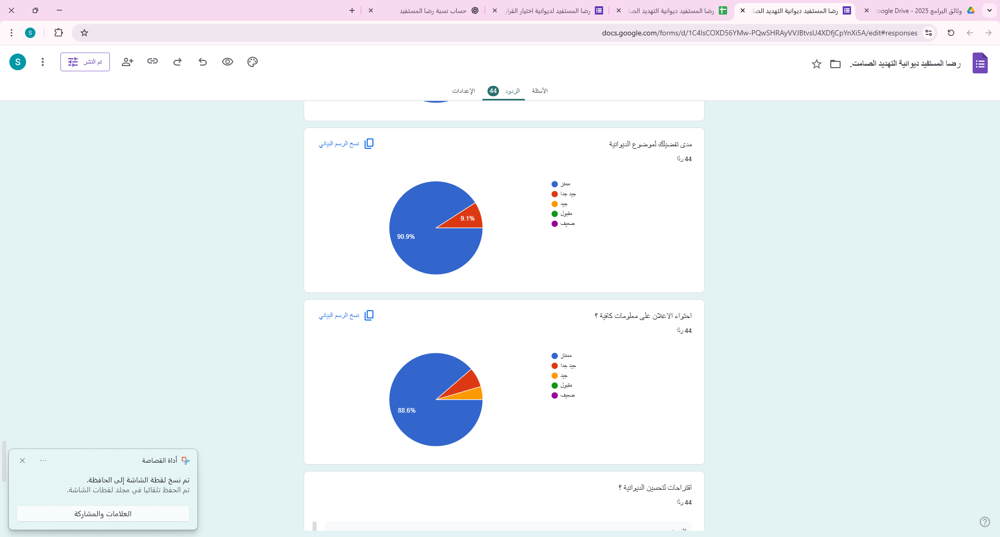 وثائق البرامج 2025 - Google Drive
رضا المستفيد ديوانية التهديد الصا
رضا المستفيد ديوانية التهديد الصا
رضا المستفيد لديوانية اختيار القرار
حساب نسبة رضا المستفيد
docs.google.com/forms/d/1C4IsCOXD56YMw-PQwSHRAyVVJBtvsU4XDfjCpYnXi5A/edit#responses
S
رضا المستفيد ديوانية التهديد الصامت.
تم النشر
S
الأسئلة
الردود 44
الإعدادات
مدى تفضيلك لموضوع الديوانية
نسخ الرسم البياني
44 ردًا
ممتز
جيد جدا
جيد
مقبول
ضعيف
9.1%
90.9%
احتواء الاعلان على معلومات كافية ؟
نسخ الرسم البياني
44 ردًا
ممتاز
جيد جدا
جيد
مقبول
ضعيف
88.6%
اقتراحات لتحسين الديوانية ؟
44 ردًا
أداة القصاصة
تم نسخ لقطة الشاشة إلى الحافظة.
تم الحفظ تلقائيا في مجلد لقطات الشاشة.
العلامات والمشاركة